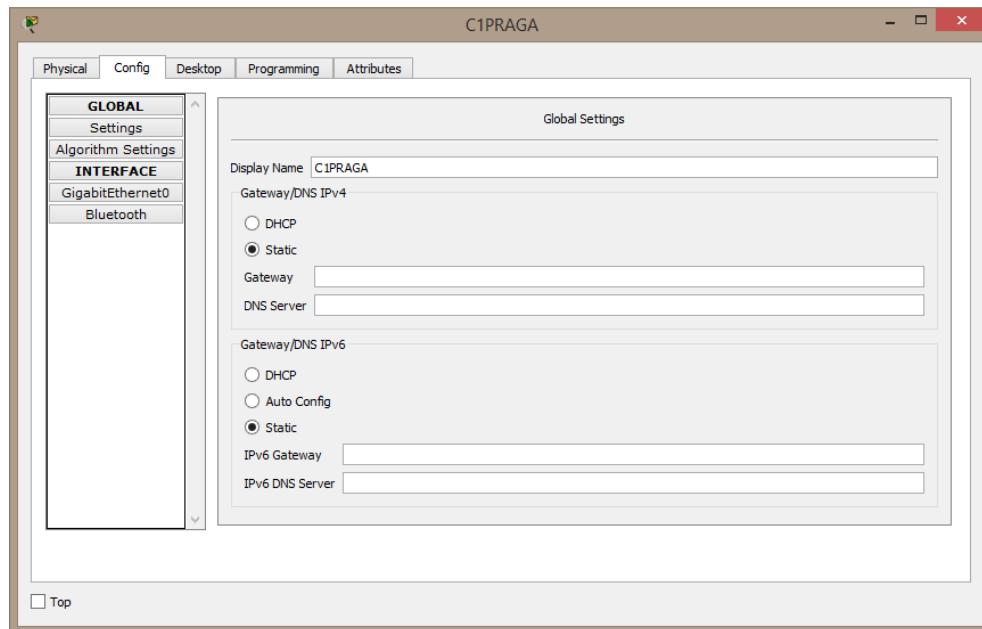 C1PRAGA
Physical Config Desktop Programming Attributes
GLOBAL
Settings
Algorithm Settings
INTERFACE
GigabitEthernet0
Bluetooth
Global Settings
Display Name C1PRAGA
Gateway/DNS IPv4
DHCP
Static
Gateway
DNS Server
Gateway/DNS IPv6
DHCP
Auto Config
Static
IPv6 Gateway
IPv6 DNS Server
Top